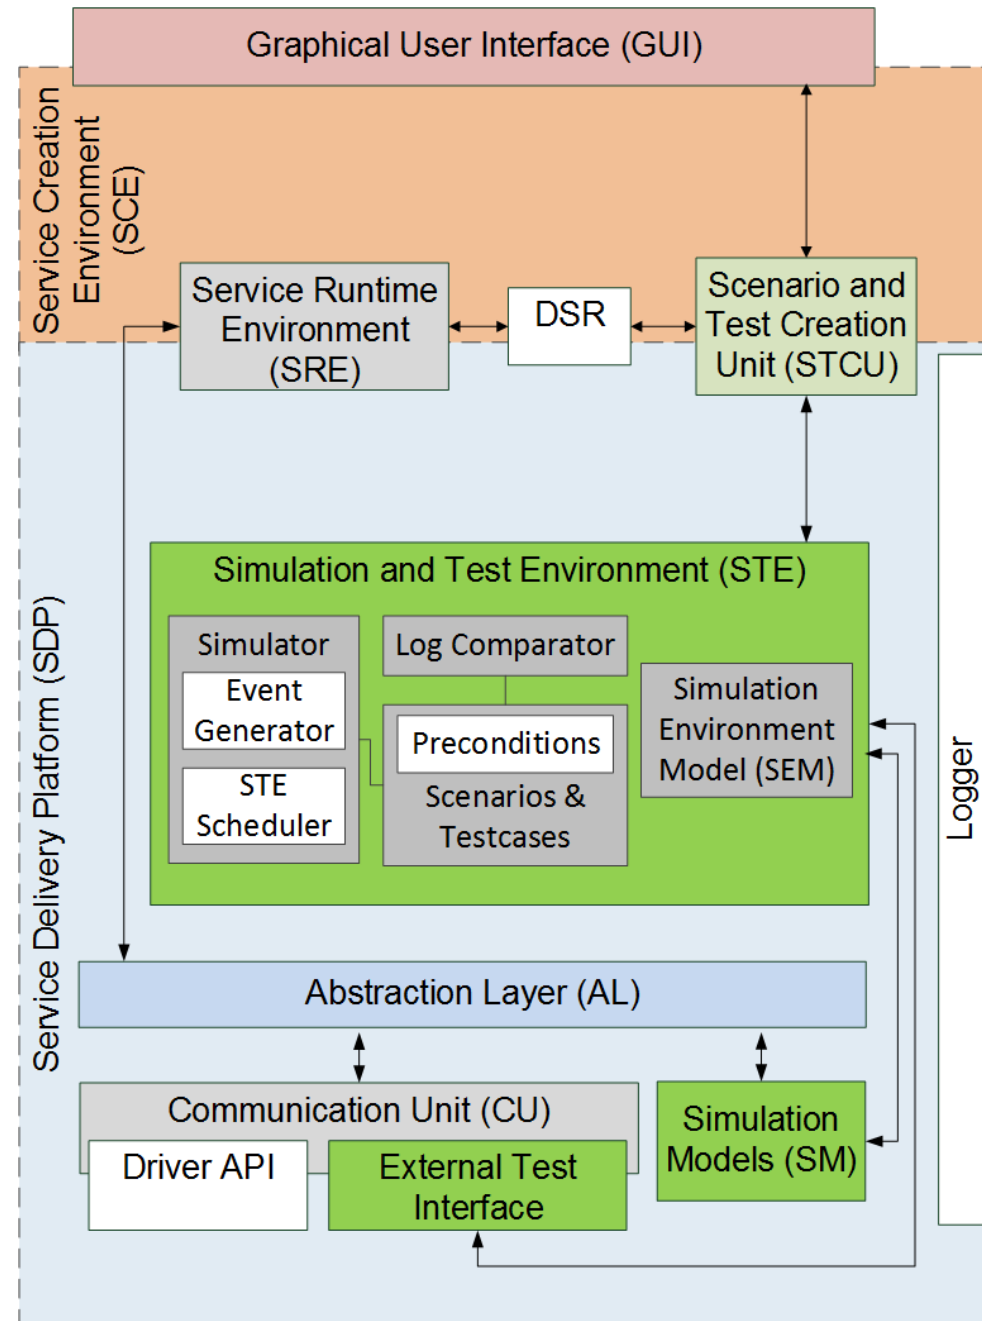 Graphical User Interface (GUI)
Service Creation
Environment
(SCE)
Service Runtime
Environment
(SRE)
DSR
Scenario and
Test Creation
Unit (STCU)
Service Delivery Platform (SDP)
Logger
Simulation and Test Environment (STE)
Simulator
Event
Generator
STE
Scheduler
Log Comparator
Preconditions
Scenarios &
Testcases
Simulation
Environment
Model (SEM)
Abstraction Layer (AL)
Communication Unit (CU)
Driver API
External Test
Interface
Simulation
Models (SM)